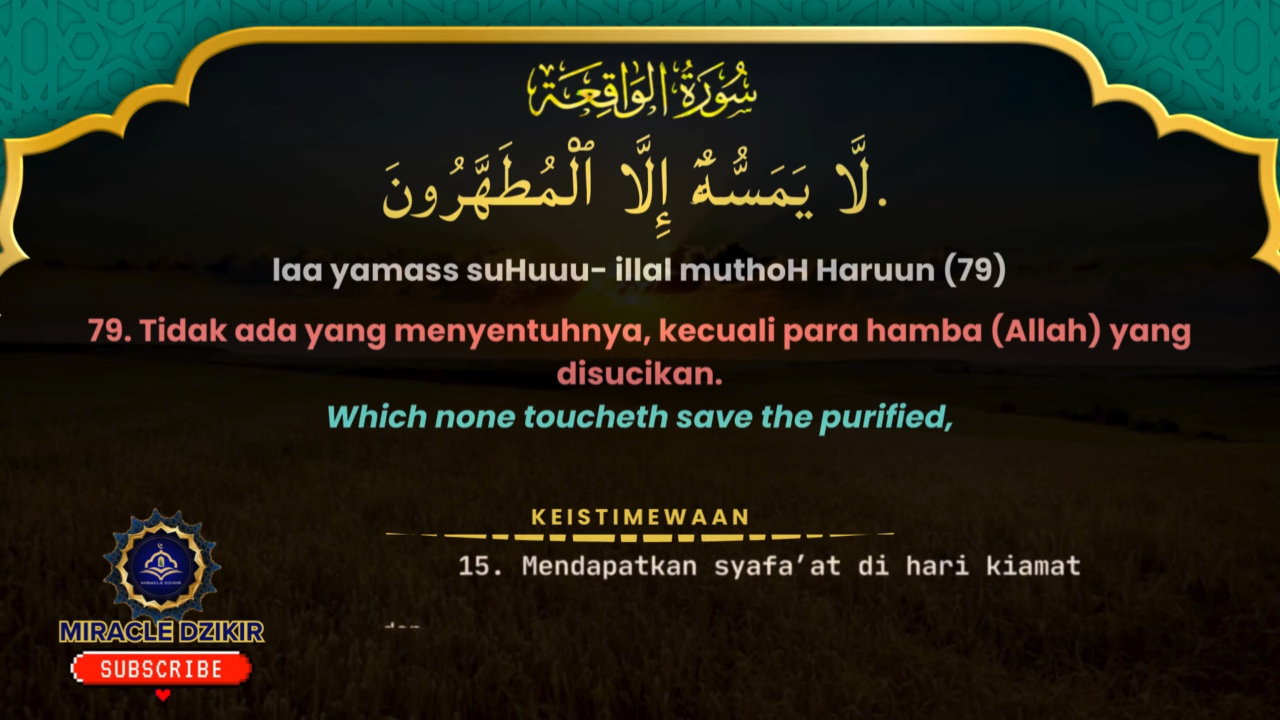 سُورَةُ الوَاقِعَة
لَّا يَمَسُّهُۥٓ إِلَّا ٱلْمُطَهَّرُونَ.
laa yamass suHuuu- illal muthoH Haruun (79)
79. Tidak ada yang menyentuhnya, kecuali para hamba (Allah) yang
disucikan.
Which none toucheth save the purified,
KEISTIMEWAAN
15. Mendapatkan syafa’at di hari kiamat
MIRACLE DZIKIR
MIRACLE DZIKIR
SUBSCRIBE